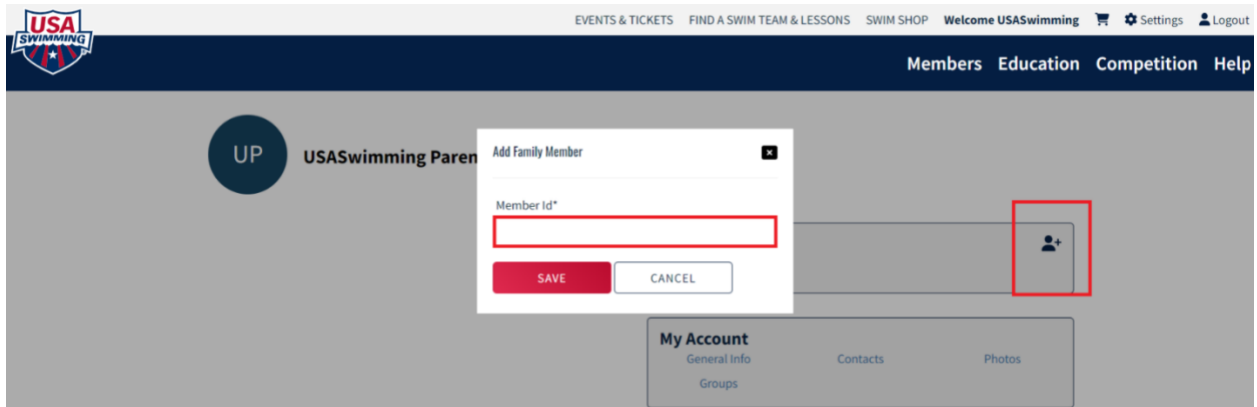 USA
SWIMMING
EVENTS & TICKETS FIND A SWIM TEAM & LESSONS SWIM SHOP Welcome USASwimming Settings Logout
Members Education Competition Help
UP
USASwimming Paren
Add Family Member
Member Id*
SAVE CANCEL
My Account
General Info Contacts Photos
Groups